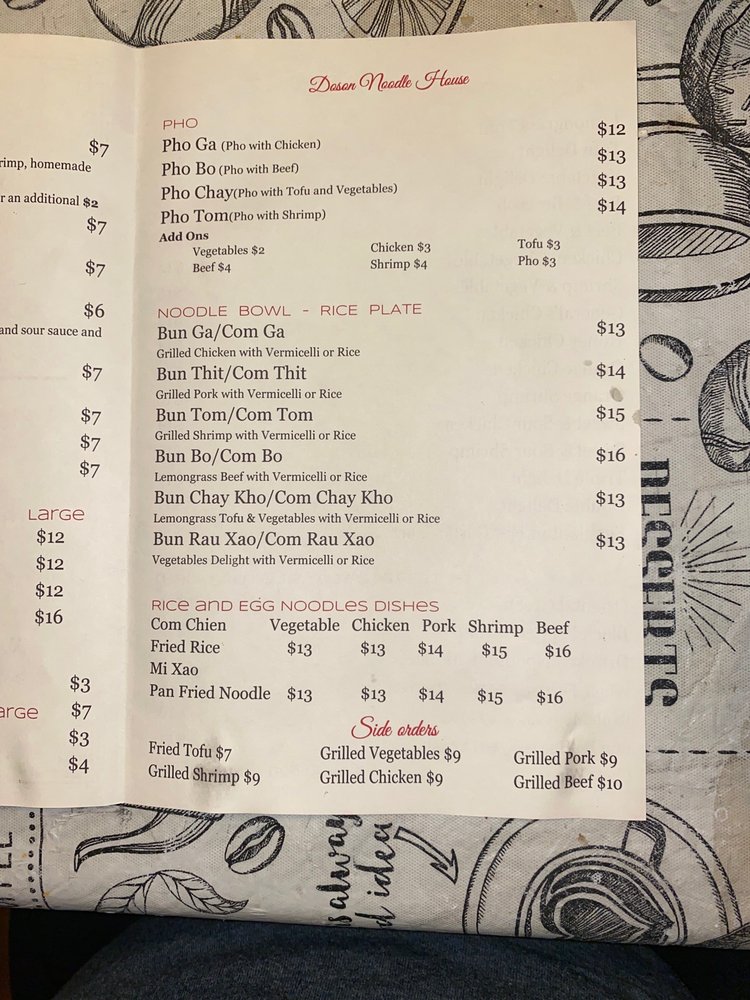 $7
rimp, homemade
r an additional $2
$7
$7
$6
and sour sauce and
$7
$7
$7
$7
Large
$12
$12
$12
$16
$3
arge $7
$3
$4
Doson Noodle House
PHO
Pho Ga (Pho with Chicken) $12
Pho Bo (Pho with Beef) $13
Pho Chay(Pho with Tofu and Vegetables) $13
Pho Tom(Pho with Shrimp) $14
Add Ons
Vegetables $2 Chicken $3 Tofu $3
Beef $4 Shrimp $4 Pho $3
NOODLE BOWL - RICE PLATE
Bun Ga/Com Ga $13
Grilled Chicken with Vermicelli or Rice
Bun Thit/Com Thit $14
Grilled Pork with Vermicelli or Rice
Bun Tom/Com Tom $15
Grilled Shrimp with Vermicelli or Rice
Bun Bo/Com Bo $16
Lemongrass Beef with Vermicelli or Rice
Bun Chay Kho/Com Chay Kho $13
Lemongrass Tofu & Vegetables with Vermicelli or Rice
Bun Rau Xao/Com Rau Xao $13
Vegetables Delight with Vermicelli or Rice
RICE and EGG NOODLES DISHES
Com Chien Vegetable Chicken Pork Shrimp Beef
Fried Rice $13 $13 $14 $15 $16
Mi Xao
Pan Fried Noodle $13 $13 $14 $15 $16
Side orders
Fried Tofu $7 Grilled Vegetables $9 Grilled Pork $9
Grilled Shrimp $9 Grilled Chicken $9 Grilled Beef $10
DESSERTS
s alway
d idea